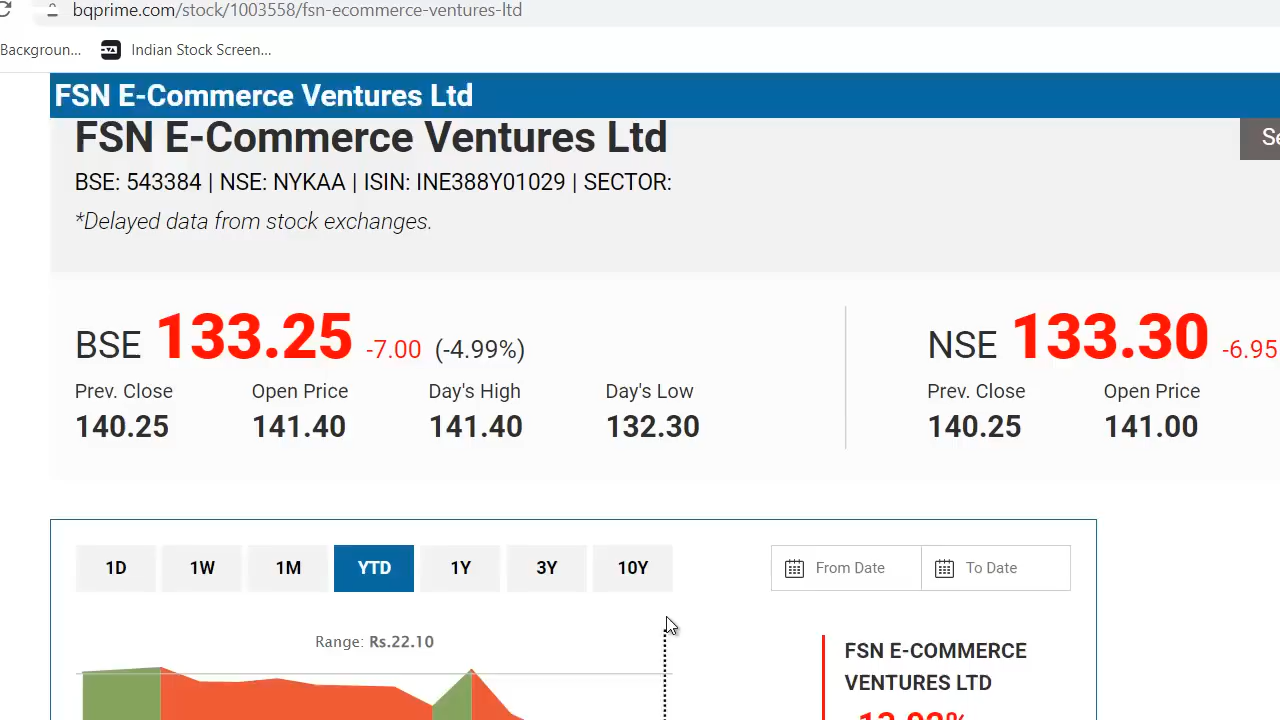 bqprime.com/stock/1003558/fsn-ecommerce-ventures-ltd
Backgroun... Indian Stock Screen...
FSN E-Commerce Ventures Ltd
FSN E-Commerce Ventures Ltd
BSE: 543384 | NSE: NYKAA | ISIN: INE388Y01029 | SECTOR:
*Delayed data from stock exchanges.
BSE 133.25 -7.00 (-4.99%)
Prev. Close Open Price Day's High Day's Low
140.25 141.40 141.40 132.30
NSE 133.30 -6.95
Prev. Close Open Price
140.25 141.00
1D 1W 1M YTD 1Y 3Y 10Y From Date To Date
Range: Rs.22.10
FSN E-COMMERCE
VENTURES LTD